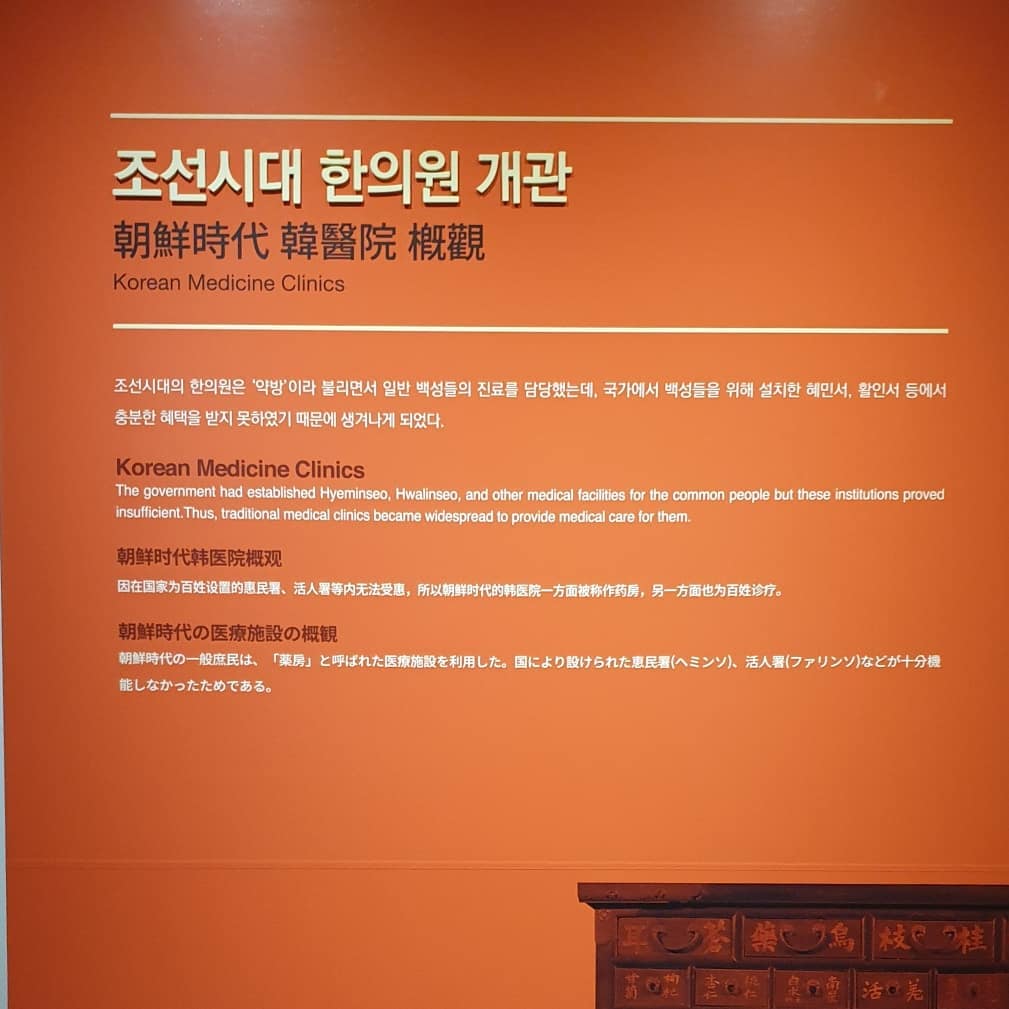 조선시대 한의원 개관
朝鮮時代 韓醫院 槪觀
Korean Medicine Clinics
조선시대의 한의원은 '약방'이라 불리면서 일반 백성들의 진료를 담당했는데, 국가에서 백성들을 위해 설치한 혜민서, 활인서 등에서
충분한 혜택을 받지 못하였기 때문에 생겨나게 되었다.
Korean Medicine Clinics
The government had established Hyeminseo, Hwalinseo, and other medical facilities for the common people but these institutions proved
insufficient.Thus, traditional medical clinics became widespread to provide medical care for them.
朝鲜时代韩医院概观
因在国家为百姓设置的惠民署、活人署等内无法受惠，所以朝鲜时代的韩医院一方面被称作药房，另一方面也为百姓诊疗。
朝鮮時代の医療施設の概観
朝鮮時代の一般庶民は、「薬房」と呼ばれた医療施設を利用した。国により設けられた恵民署(ヘミンソ)、活人署(ファリンソ)などが十分機
能しなかったためである。
耳 苓 藥 烏 枝 桂
杏仁 活 羌